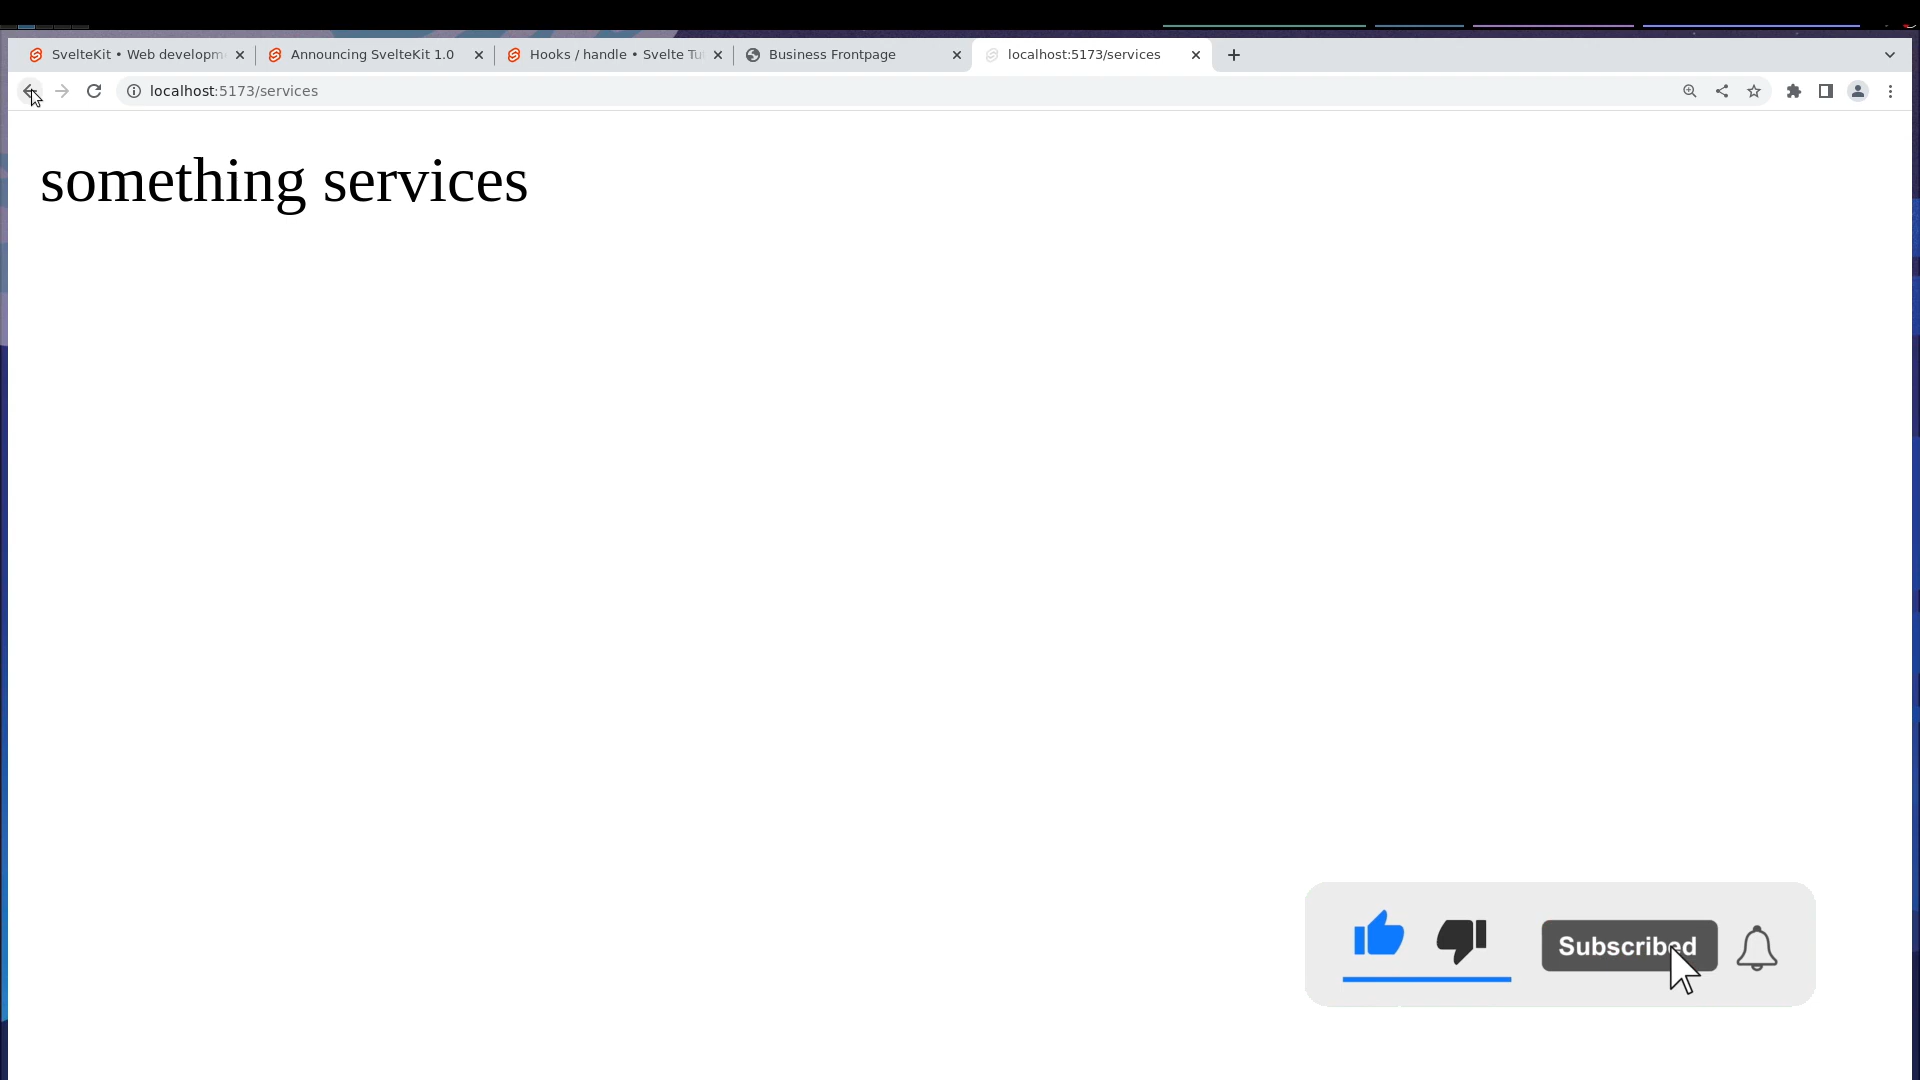 SvelteKit • Web developm
Announcing SvelteKit 1.0
Hooks / handle • Svelte Tu
Business Frontpage
localhost:5173/services
localhost:5173/services
something services
Subscribed